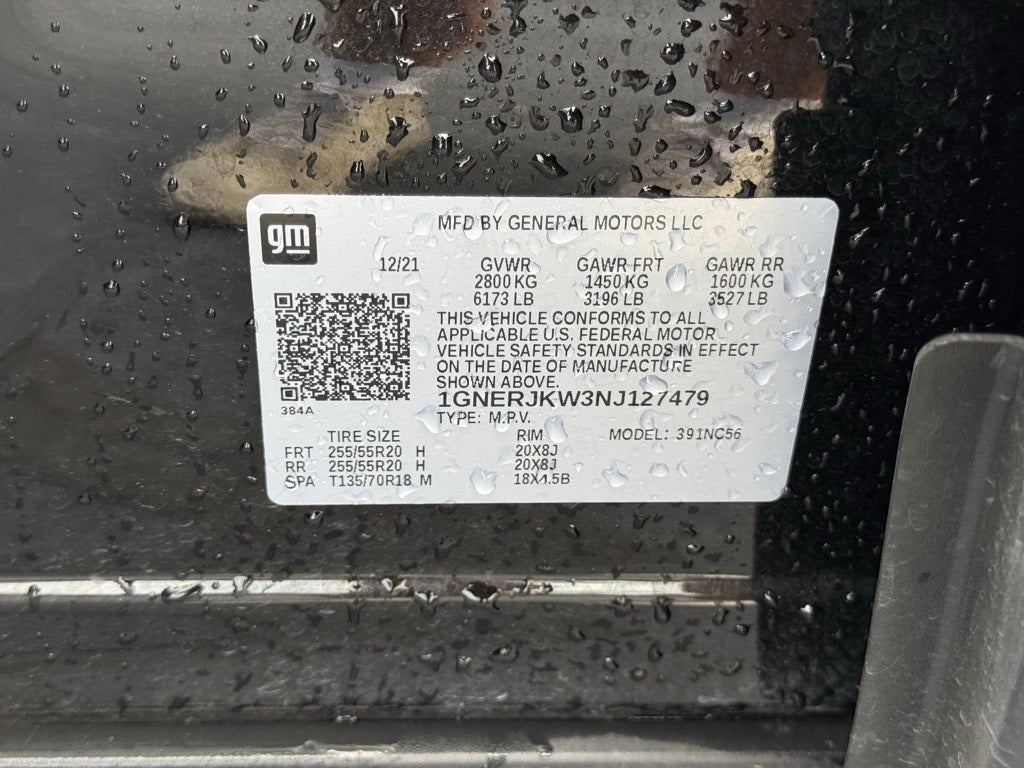 gm
MFD BY GENERAL MOTORS LLC
12/21 GVWR GAWR FRT GAWR RR
2800 KG 1450 KG 1600 KG
6173 LB 3196 LB 3527 LB
THIS VEHICLE CONFORMS TO ALL
APPLICABLE U.S. FEDERAL MOTOR
VEHICLE SAFETY STANDARDS IN EFFECT
ON THE DATE OF MANUFACTURE
SHOWN ABOVE.
1GNERJKW3NJ127479
384A
TYPE: M.P.V.
TIRE SIZE RIM MODEL: 391NC56
FRT 255/55R20 H 20X8J
RR 255/55R20 H 20X8J
SPA T135/70R18 M 18X4.5B